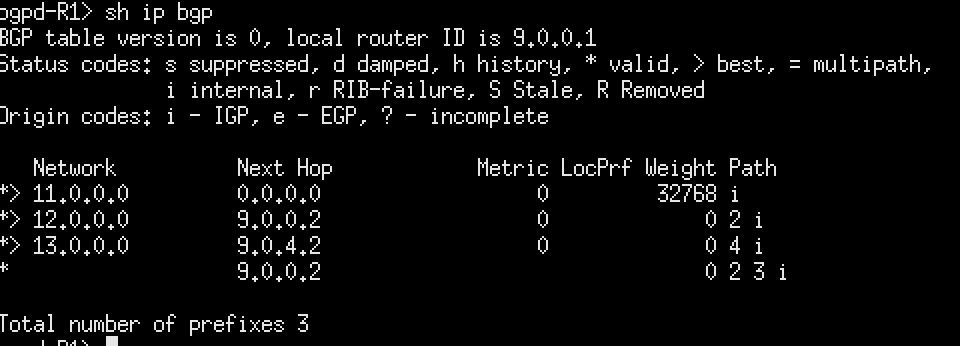 bgpd-R1> sh ip bgp
BGP table version is 0, local router ID is 9.0.0.1
Status codes: s suppressed, d damped, h history, * valid, > best, = multipath,
              i internal, r RIB-failure, S Stale, R Removed
Origin codes: i - IGP, e - EGP, ? - incomplete

   Network          Next Hop            Metric LocPrf Weight Path
*> 11.0.0.0         0.0.0.0                  0         32768 i
*> 12.0.0.0         9.0.0.2                  0             0 2 i
*> 13.0.0.0         9.0.4.2                  0             0 4 i
*                   9.0.0.2                                0 2 3 i

Total number of prefixes 3
bgpd-R1>